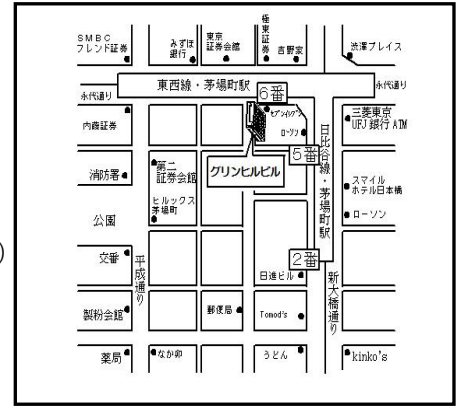 SMBC
フレンド証券
みずほ
銀行
東京
証券会館
極東証券
吉野家
渋澤プレイス
東西線・茅場町駅
永代通り
永代通り
6番
内藤証券
セブンイレブン
ローソン
三菱東京
UFJ銀行ATM
5番
日比谷線・茅場町駅
消防署
第二
証券会館
グリンヒルビル
スマイル
ホテル日本橋
ヒルックス
茅場町
ローソン
公園
交番
平成通り
2番
日進ビル
新大橋通り
製粉会館
郵便局
Tomod's
薬局
なか卯
うどん
kinko's
)